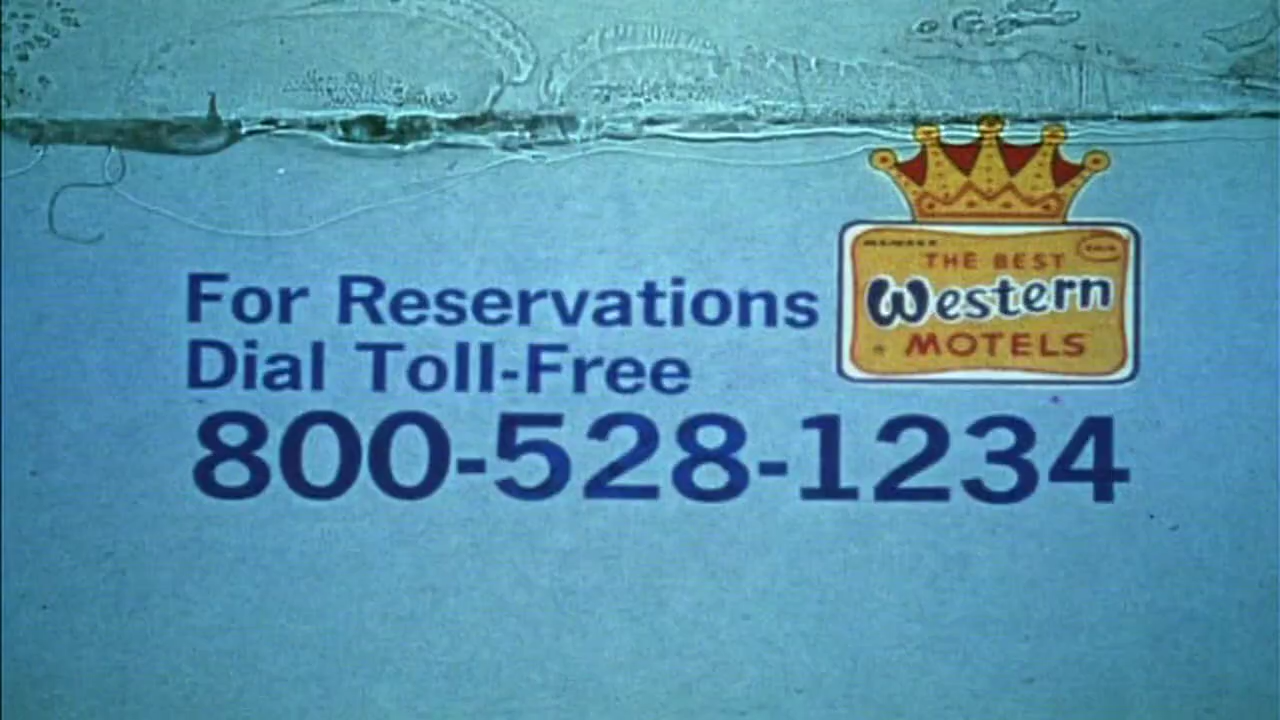 For Reservations
Dial Toll-Free
800-528-1234
THE BEST
Western
MOTELS